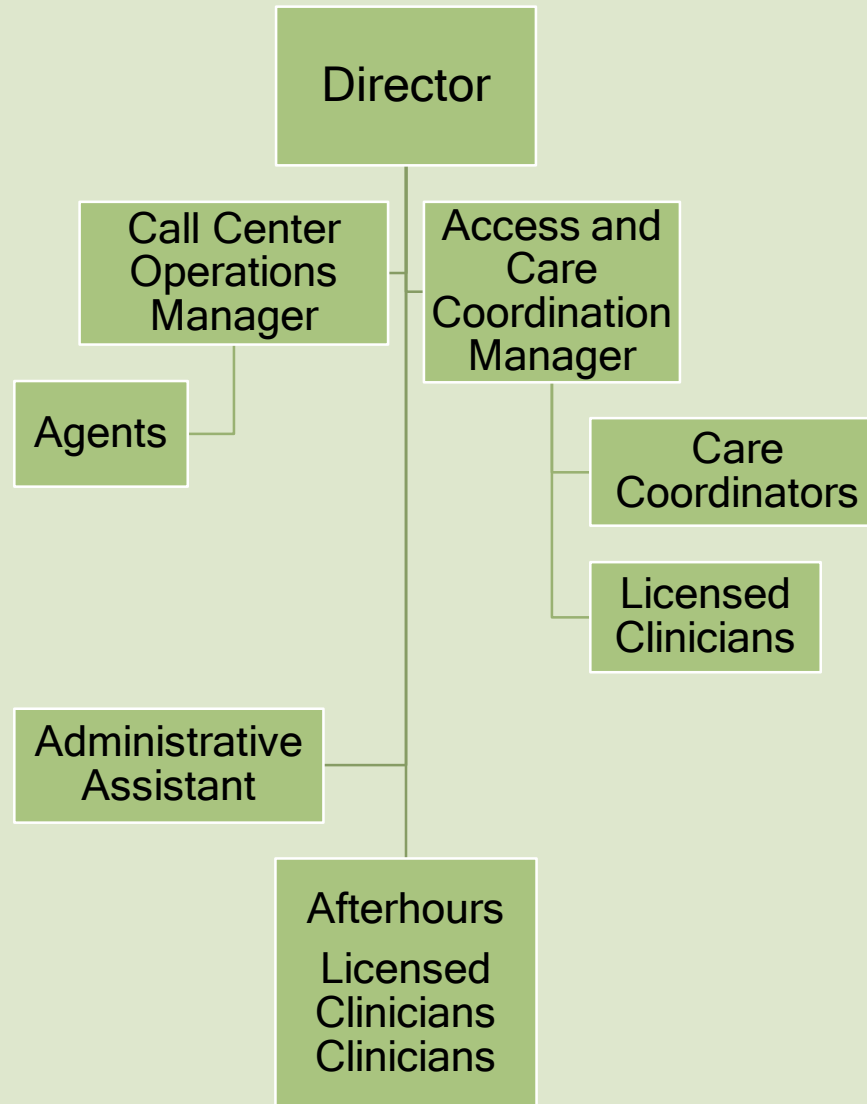 Director
Call Center
Operations
Manager
Access and
Care
Coordination
Manager
Agents
Care
Coordinators
Licensed
Clinicians
Administrative
Assistant
Afterhours
Licensed
Clinicians
Clinicians